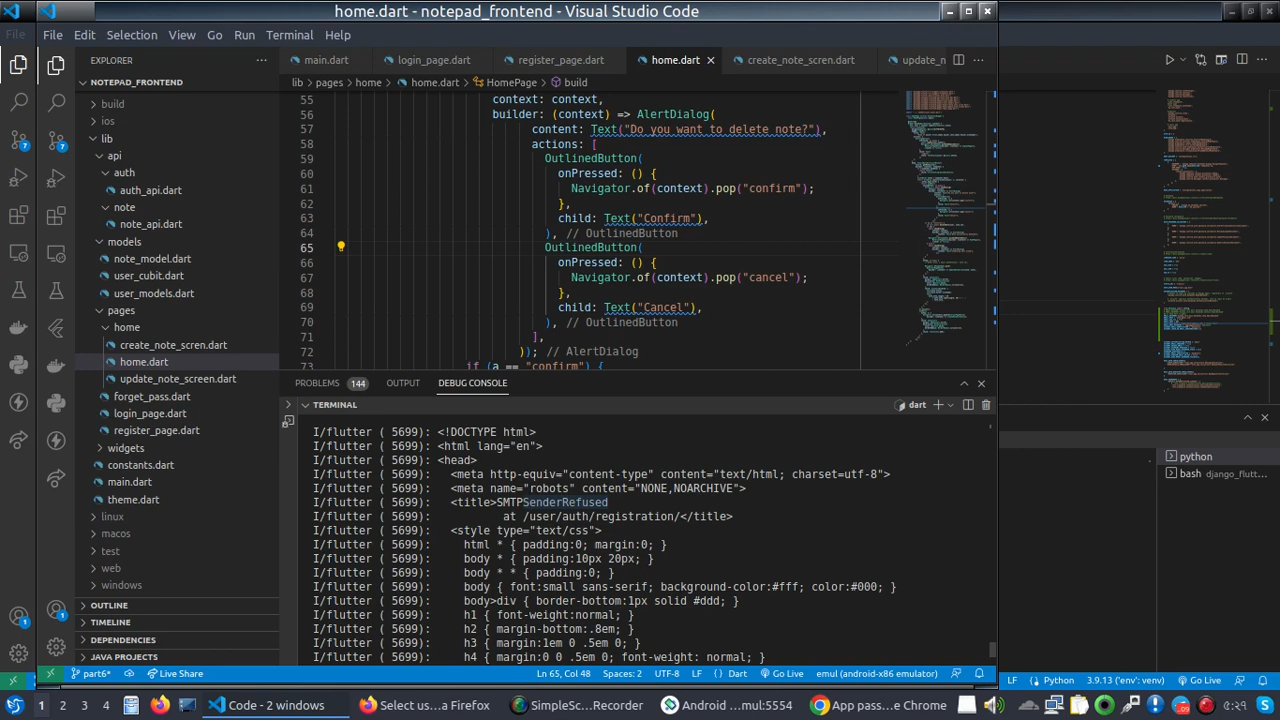 home.dart - notepad_frontend - Visual Studio Code
File
File Edit Selection View Go Run Terminal Help
EXPLORER
main.dart login_page.dart register_page.dart home.dart create_note_scren.dart update_n
NOTEPAD_FRONTEND
lib pages home home.dart HomePage build
build
ios
lib
api
auth
auth_api.dart
note
note_api.dart
models
note_model.dart
user_cubit.dart
user_models.dart
pages
home
create_note_scren.dart
home.dart
update_note_screen.dart
forget_pass.dart
login_page.dart
register_page.dart
widgets
constants.dart
main.dart
theme.dart
linux
macos
test
web
windows
OUTLINE
TIMELINE
DEPENDENCIES
JAVA PROJECTS
7
7
1
1
55 context: context,
56 builder: (context) => AlertDialog(
57 content: Text("Do you want to delete note?"),
58 actions: [
59 OutlinedButton(
60 onPressed: () {
61 Navigator.of(context).pop("confirm");
62 },
63 child: Text("Confirm"),
64 ), // OutlinedButton
65 OutlinedButton(
66 onPressed: () {
67 Navigator.of(context).pop("cancel");
68 },
69 child: Text("Cancel"),
70 ), // OutlinedButton
71 ],
72 )); // AlertDialog
if (a == "confirm") {
PROBLEMS 144 OUTPUT DEBUG CONSOLE
TERMINAL
dart
I/flutter ( 5699): <!DOCTYPE html>
I/flutter ( 5699): <html lang="en">
I/flutter ( 5699): <head>
I/flutter ( 5699): <meta http-equiv="content-type" content="text/html; charset=utf-8">
I/flutter ( 5699): <meta name="robots" content="NONE,NOARCHIVE">
I/flutter ( 5699): <title>SMTPSenderRefused
I/flutter ( 5699): at /user/auth/registration/</title>
I/flutter ( 5699): <style type="text/css">
I/flutter ( 5699): html * { padding:0; margin:0; }
I/flutter ( 5699): body * { padding:10px 20px; }
I/flutter ( 5699): body * * { padding:0; }
I/flutter ( 5699): body { font:small sans-serif; background-color:#fff; color:#000; }
I/flutter ( 5699): body>div { border-bottom:1px solid #ddd; }
I/flutter ( 5699): h1 { font-weight:normal; }
I/flutter ( 5699): h2 { margin-bottom:.8em; }
I/flutter ( 5699): h3 { margin:1em 0 .5em 0; }
I/flutter ( 5699): h4 { margin:0 0 .5em 0; font-weight: normal; }
python
bash django_flutt...
part6* Live Share Ln 65, Col 48 Spaces: 2 UTF-8 LF Dart Go Live emul (android-x86 emulator)
LF Python 3.9.13 ('env': venv) Go Live
1 2 3 4 Code - 2 windows Select us...a Firefox SimpleSc...Recorder Android ...mul:5554 App pass...e Chrome